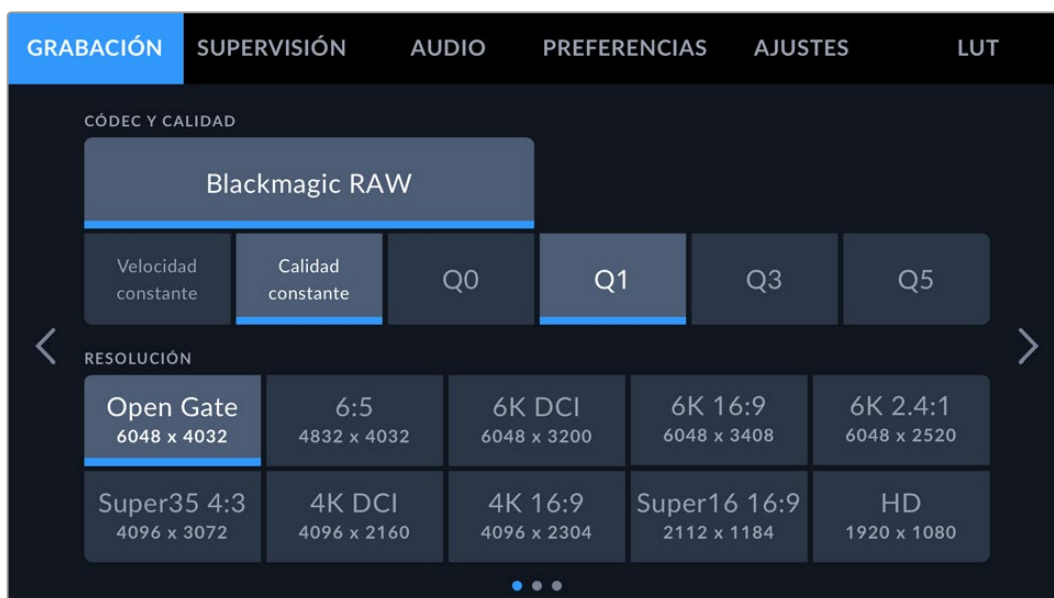 GRABACIÓN SUPERVISIÓN AUDIO PREFERENCIAS AJUSTES LUT
CÓDEC Y CALIDAD
Blackmagic RAW
Velocidad
constante
Calidad
constante
Q0
Q1
Q3
Q5
RESOLUCIÓN
Open Gate
6048 x 4032
6:5
4832 x 4032
6K DCI
6048 x 3200
6K 16:9
6048 x 3408
6K 2.4:1
6048 x 2520
Super35 4:3
4096 x 3072
4K DCI
4096 x 2160
4K 16:9
4096 x 2304
Super16 16:9
2112 x 1184
HD
1920 x 1080